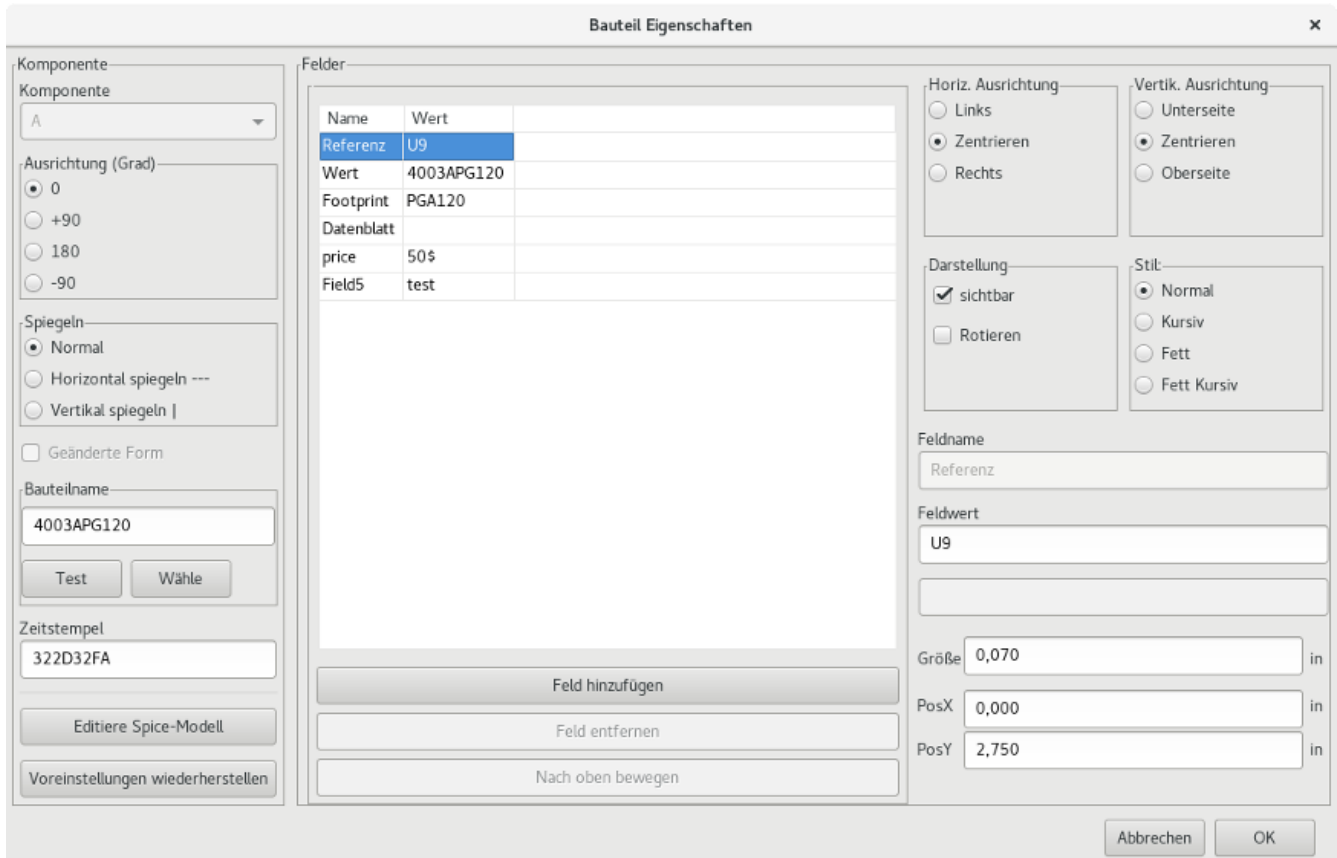 Bauteil Eigenschaften
Komponente
Komponente
A
Ausrichtung (Grad)
0
+90
180
-90
Spiegeln
Normal
Horizontal spiegeln ---
Vertikal spiegeln |
Geänderte Form
Bauteilname
4003APG120
Test Wähle
Zeitstempel
322D32FA
Editiere Spice-Modell
Voreinstellungen wiederherstellen
Felder
Name Wert
Referenz U9
Wert 4003APG120
Footprint PGA120
Datenblatt
price 50$
Field5 test
Feld hinzufügen
Feld entfernen
Nach oben bewegen
Horiz. Ausrichtung
Links
Zentrieren
Rechts
Vertik. Ausrichtung
Unterseite
Zentrieren
Oberseite
Darstellung
sichtbar
Rotieren
Stil:
Normal
Kursiv
Fett
Fett Kursiv
Feldname
Referenz
Feldwert
U9
Größe 0,070 in
PosX 0,000 in
PosY 2,750 in
Abbrechen OK